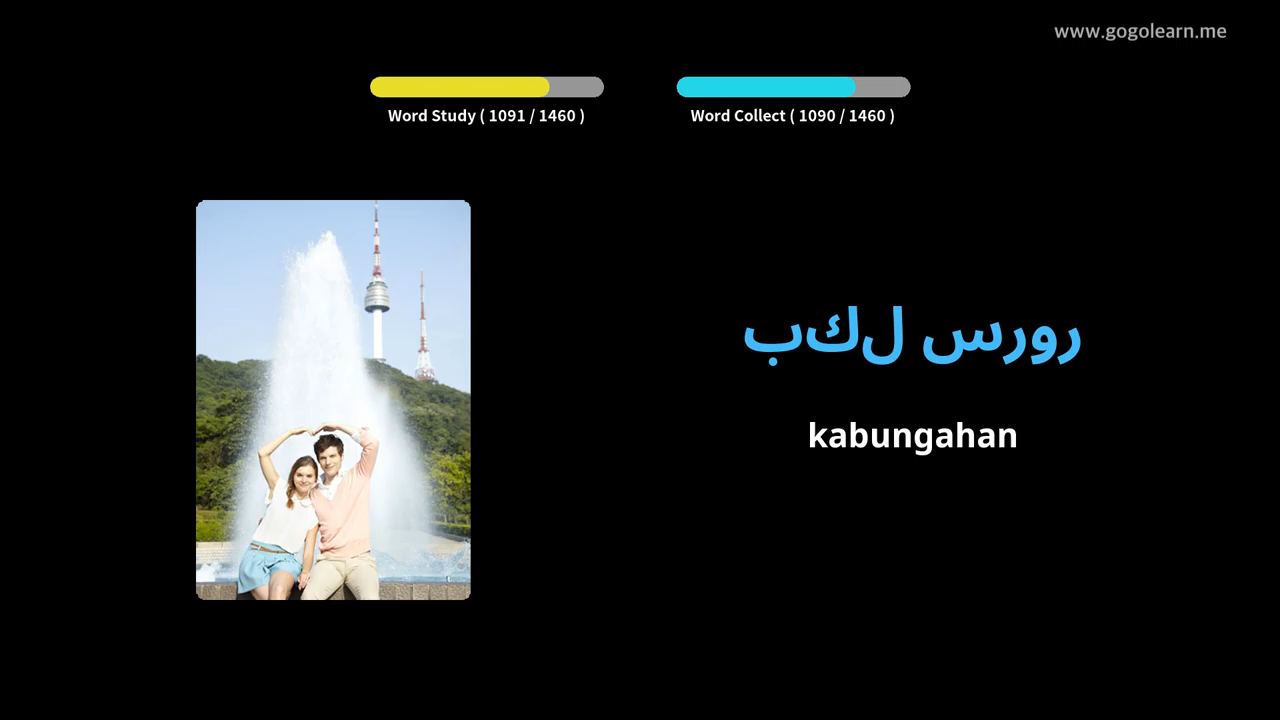 www.gogolearn.me
Word Study ( 1091 / 1460 )
Word Collect ( 1090 / 1460 )
رورس لكب
kabungahan